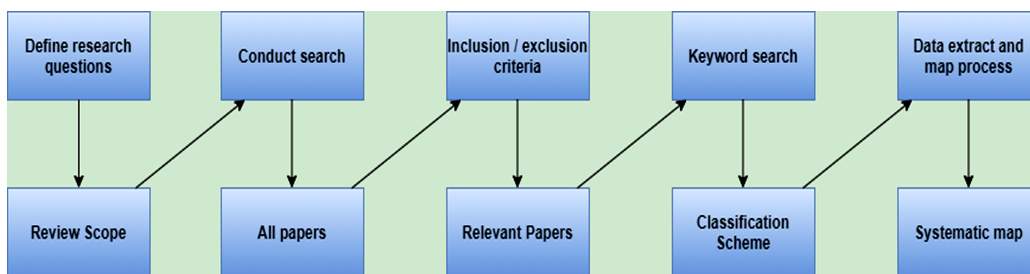 Define research
questions
Conduct search
Inclusion / exclusion
criteria
Keyword search
Data extract and
map process
Review Scope
All papers
Relevant Papers
Classification
Scheme
Systematic map